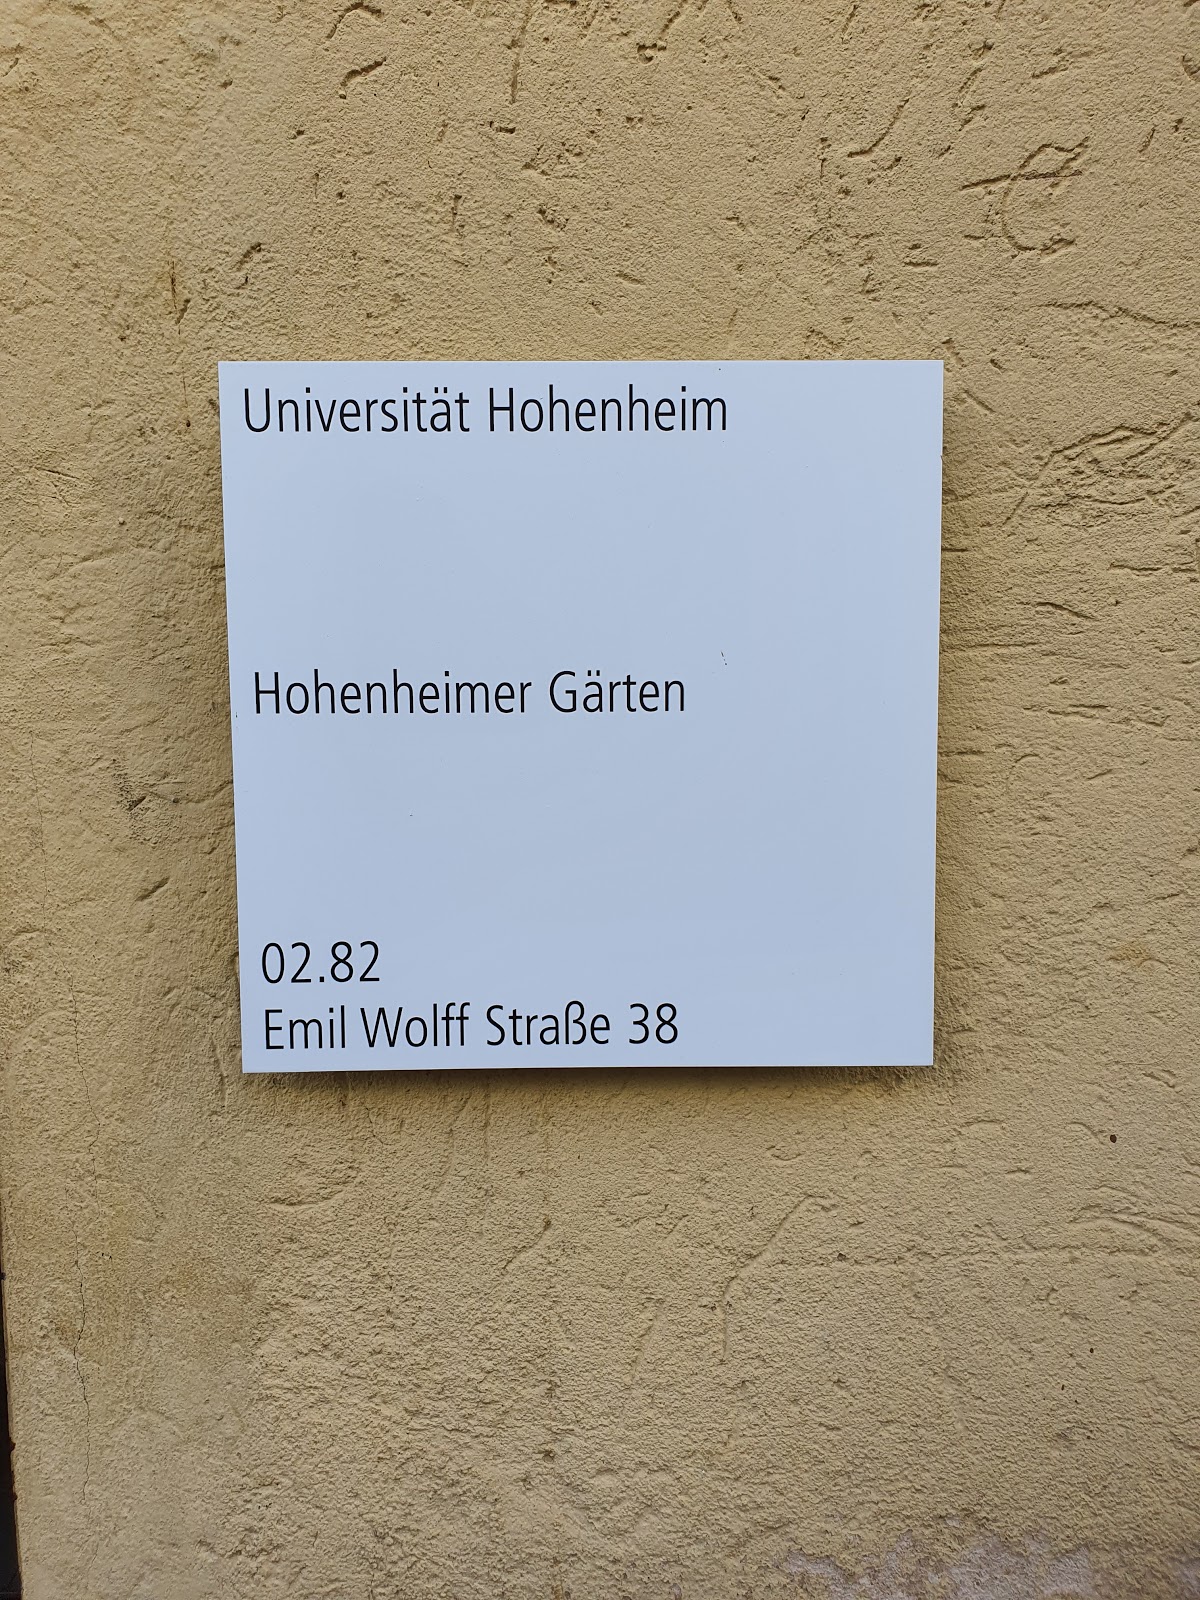 Universität Hohenheim
Hohenheimer Gärten
02.82
Emil Wolff Straße 38